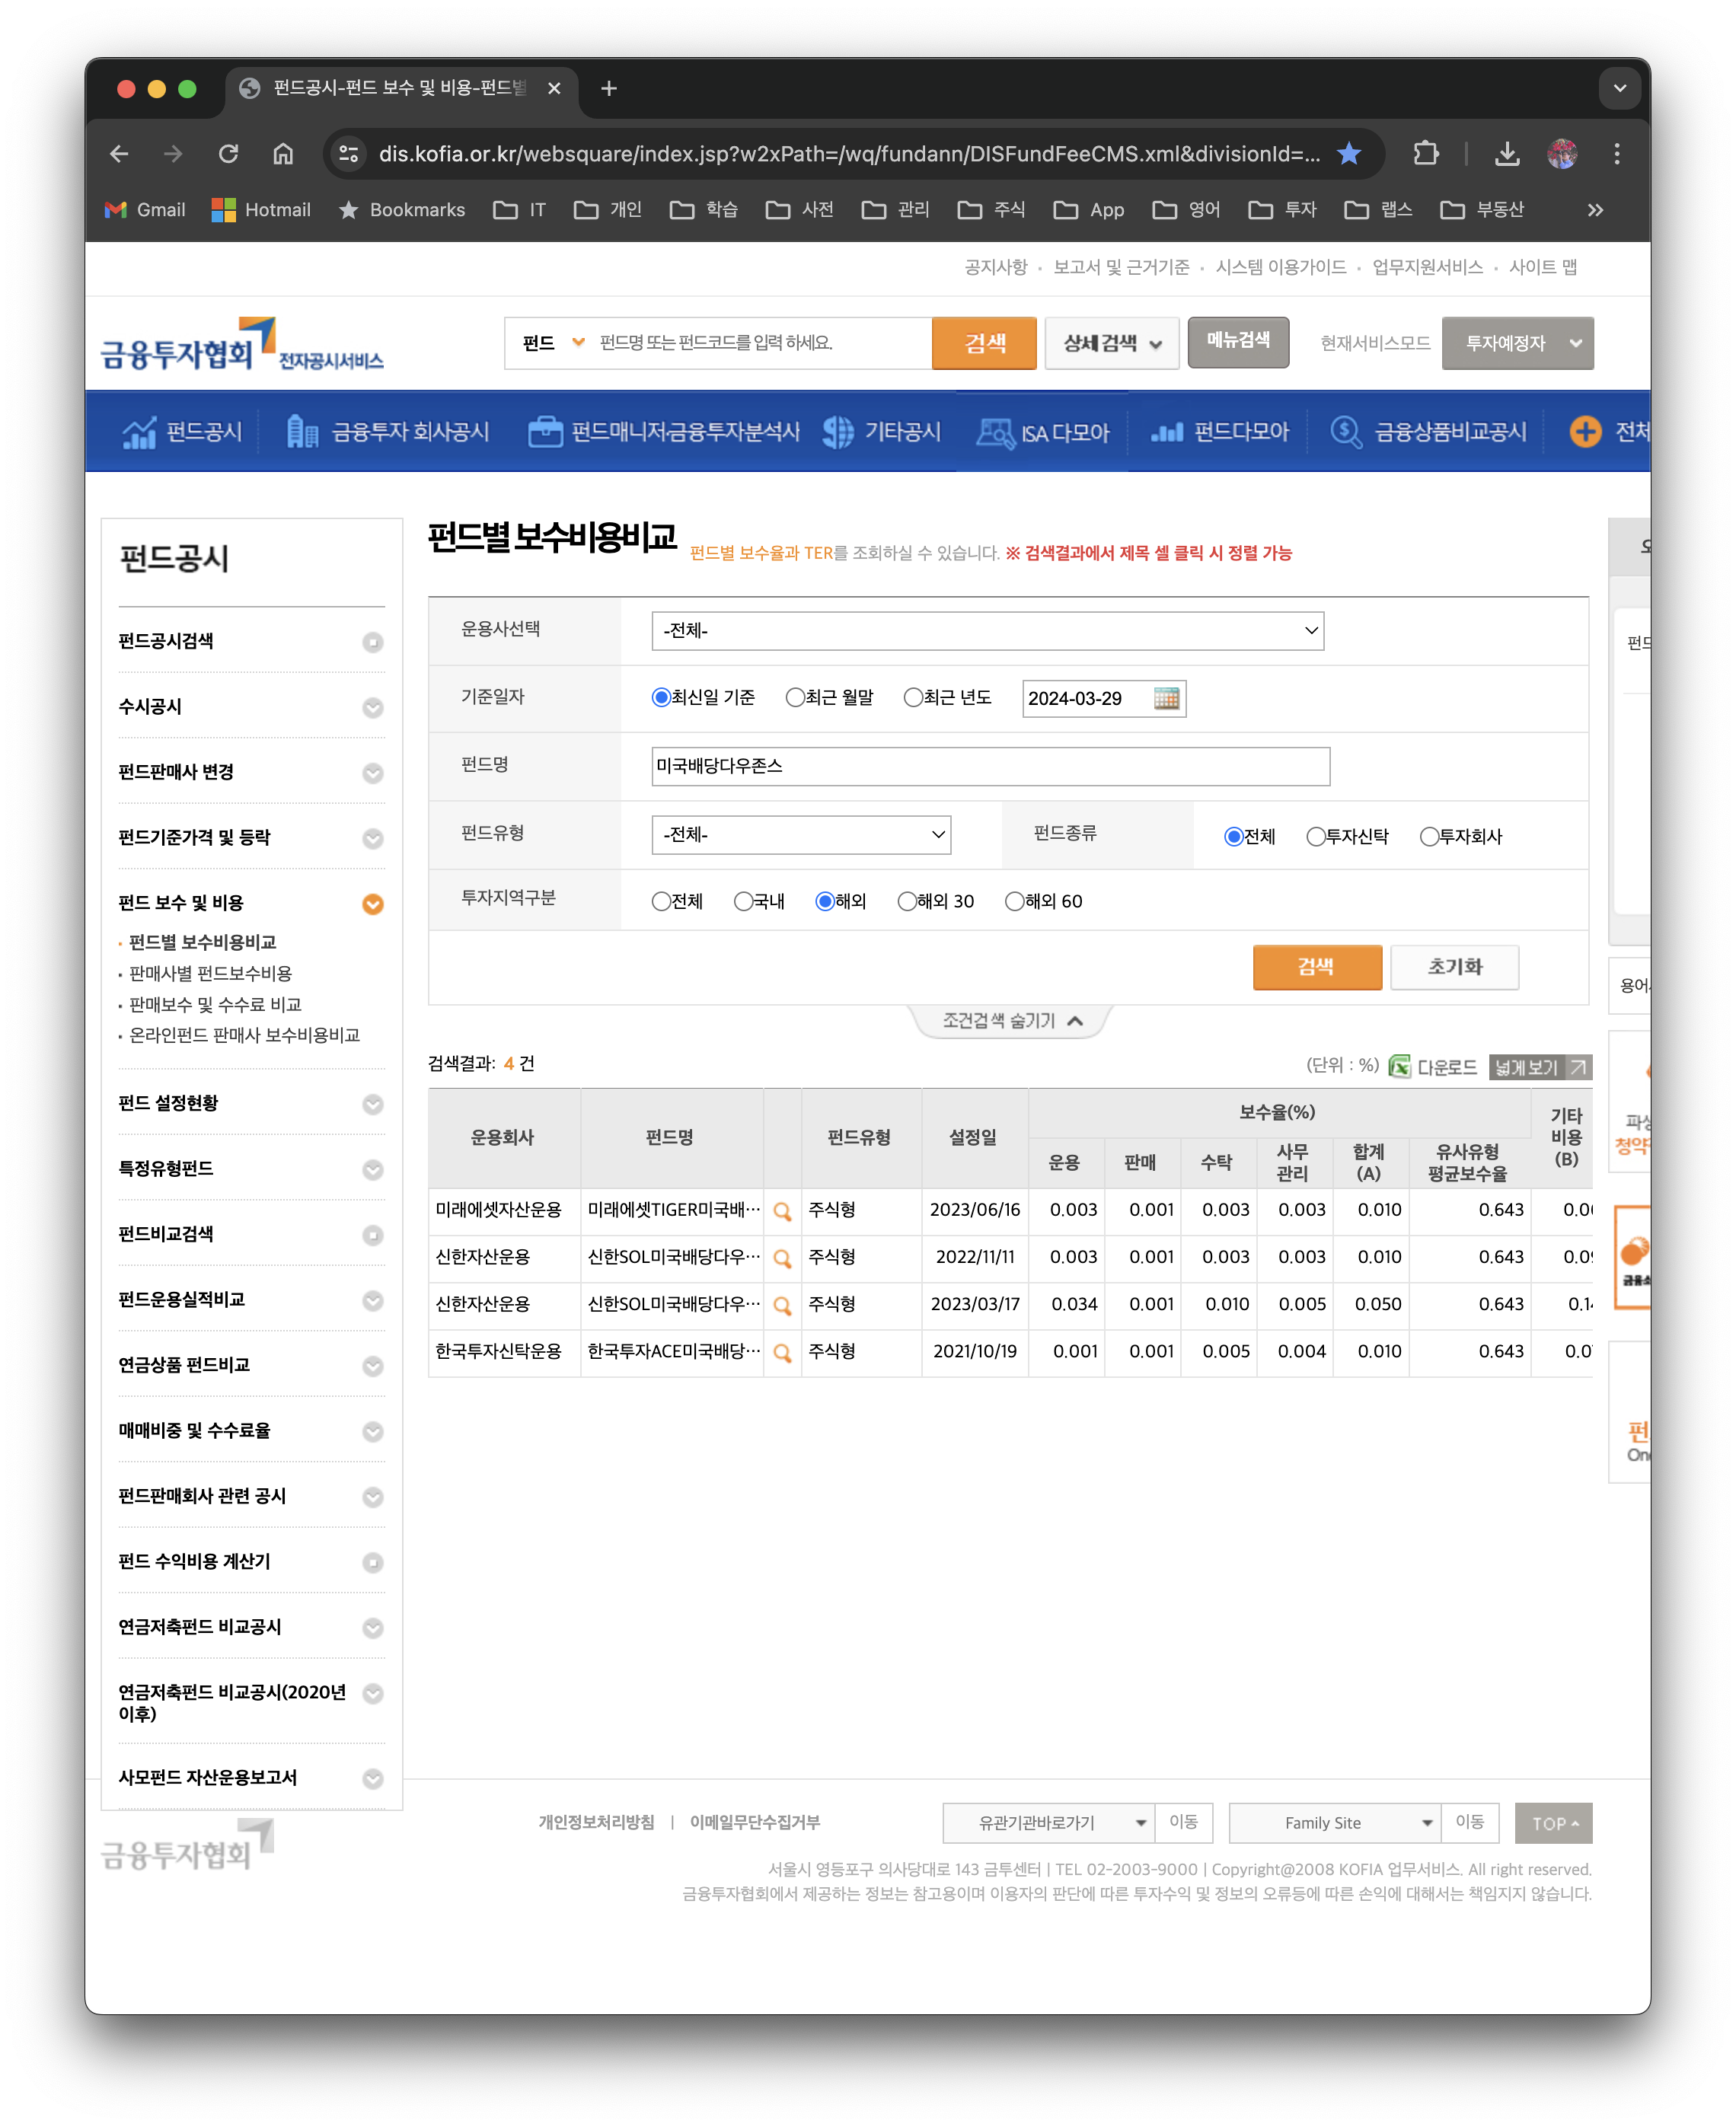 펀드공시-펀드 보수 및 비용-펀드별
dis.kofia.or.kr/websquare/index.jsp?w2xPath=/wq/fundann/DISFundFeeCMS.xml&divisionId=...
Gmail Hotmail Bookmarks IT 개인 학습 사전 관리 주식 App 영어 투자 랩스 부동산
공지사항 보고서 및 근거기준 시스템 이용가이드 업무지원서비스 사이트 맵
금융투자협회 전자공시서비스
펀드 펀드명 또는 펀드코드를 입력 하세요. 검색 상세검색 메뉴검색 현재서비스모드 투자예정자
펀드공시 금융투자 회사공시 펀드매니저·금융투자분석사 기타공시 ISA 다모아 펀드다모아 금융상품비교공시 전체
펀드공시
펀드공시검색
수시공시
펀드판매사 변경
펀드기준가격 및 등락
펀드 보수 및 비용
펀드별 보수비용비교
판매사별 펀드보수비용
판매보수 및 수수료 비교
온라인펀드 판매사 보수비용비교
펀드 설정현황
특정유형펀드
펀드비교검색
펀드운용실적비교
연금상품 펀드비교
매매비중 및 수수료율
펀드판매회사 관련 공시
펀드 수익비용 계산기
연금저축펀드 비교공시
연금저축펀드 비교공시(2020년
이후)
사모펀드 자산운용보고서
펀드별 보수비용비교 펀드별 보수율과 TER를 조회하실 수 있습니다. ※ 검색결과에서 제목 셀 클릭 시 정렬 가능
운용사선택 -전체-
기준일자 최신일 기준 최근 월말 최근 년도 2024-03-29
펀드명 미국배당다우존스
펀드유형 -전체- 펀드종류 전체 투자신탁 투자회사
투자지역구분 전체 국내 해외 해외 30 해외 60
검색 초기화
조건검색 숨기기
검색결과: 4 건 (단위 : %) 다운로드 넓게보기
운용회사 펀드명 펀드유형 설정일 보수율(%) 기타 비용 (B)
운용 판매 수탁 사무 관리 합계 (A) 유사유형 평균보수율
미래에셋자산운용 미래에셋TIGER미국배… 주식형 2023/06/16 0.003 0.001 0.003 0.003 0.010 0.643
신한자산운용 신한SOL미국배당다우… 주식형 2022/11/11 0.003 0.001 0.003 0.003 0.010 0.643
신한자산운용 신한SOL미국배당다우… 주식형 2023/03/17 0.034 0.001 0.010 0.005 0.050 0.643
한국투자신탁운용 한국투자ACE미국배당… 주식형 2021/10/19 0.001 0.001 0.005 0.004 0.010 0.643
금융투자협회
개인정보처리방침 | 이메일무단수집거부 유관기관바로가기 이동 Family Site 이동 TOP
서울시 영등포구 의사당대로 143 금투센터 | TEL 02-2003-9000 | Copyright@2008 KOFIA 업무서비스. All right reserved.
금융투자협회에서 제공하는 정보는 참고용이며 이용자의 판단에 따른 투자수익 및 정보의 오류등에 따른 손익에 대해서는 책임지지 않습니다.